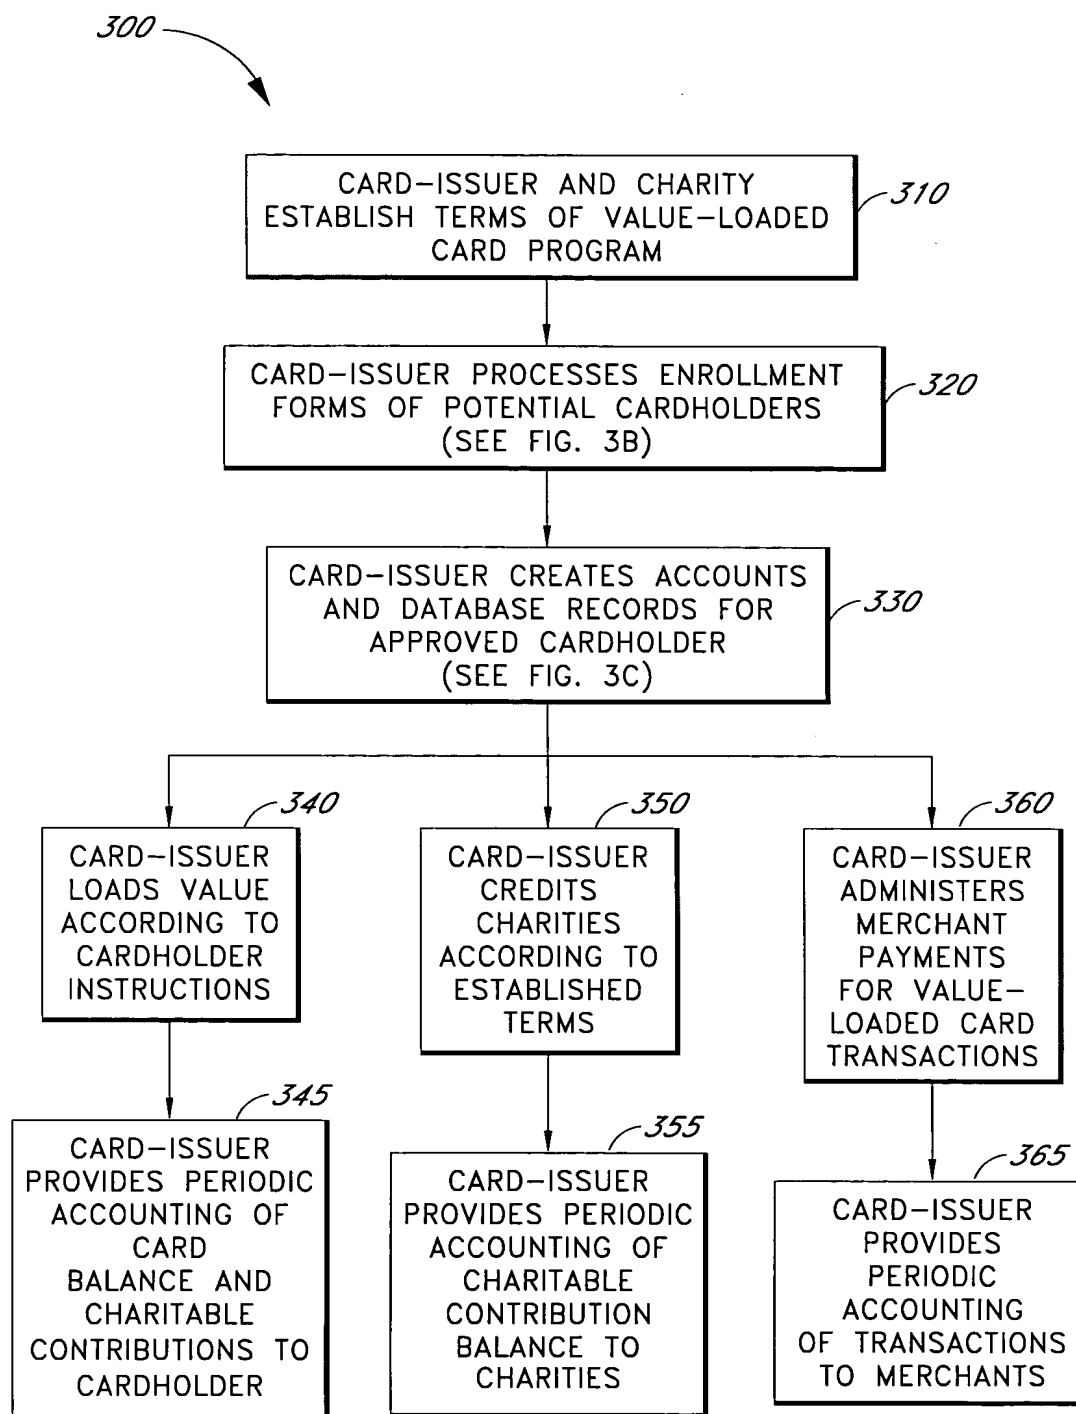 300
CARD-ISSUER AND CHARITY
ESTABLISH TERMS OF VALUE-LOADED
CARD PROGRAM
310
CARD-ISSUER PROCESSES ENROLLMENT
FORMS OF POTENTIAL CARDHOLDERS
(SEE FIG. 3B)
320
CARD-ISSUER CREATES ACCOUNTS
AND DATABASE RECORDS FOR
APPROVED CARDHOLDER
(SEE FIG. 3C)
330
340
CARD-ISSUER
LOADS VALUE
ACCORDING TO
CARDHOLDER
INSTRUCTIONS
350
CARD-ISSUER
CREDITS
CHARITIES
ACCORDING TO
ESTABLISHED
TERMS
360
CARD-ISSUER
ADMINISTERS
MERCHANT
PAYMENTS
FOR VALUE-
LOADED CARD
TRANSACTIONS
345
CARD-ISSUER
PROVIDES PERIODIC
ACCOUNTING OF
CARD
BALANCE AND
CHARITABLE
CONTRIBUTIONS TO
CARDHOLDER
355
CARD-ISSUER
PROVIDES PERIODIC
ACCOUNTING OF
CHARITABLE
CONTRIBUTION
BALANCE TO
CHARITIES
365
CARD-ISSUER
PROVIDES
PERIODIC
ACCOUNTING
OF TRANSACTIONS
TO MERCHANTS